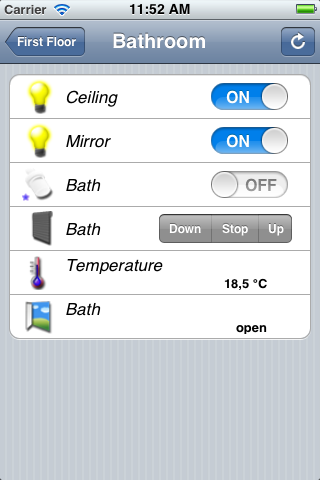 Carrier 11:52 AM
First Floor Bathroom
Ceiling ON
Mirror ON
Bath OFF
Bath Down Stop Up
Temperature
18,5 °C
Bath
open